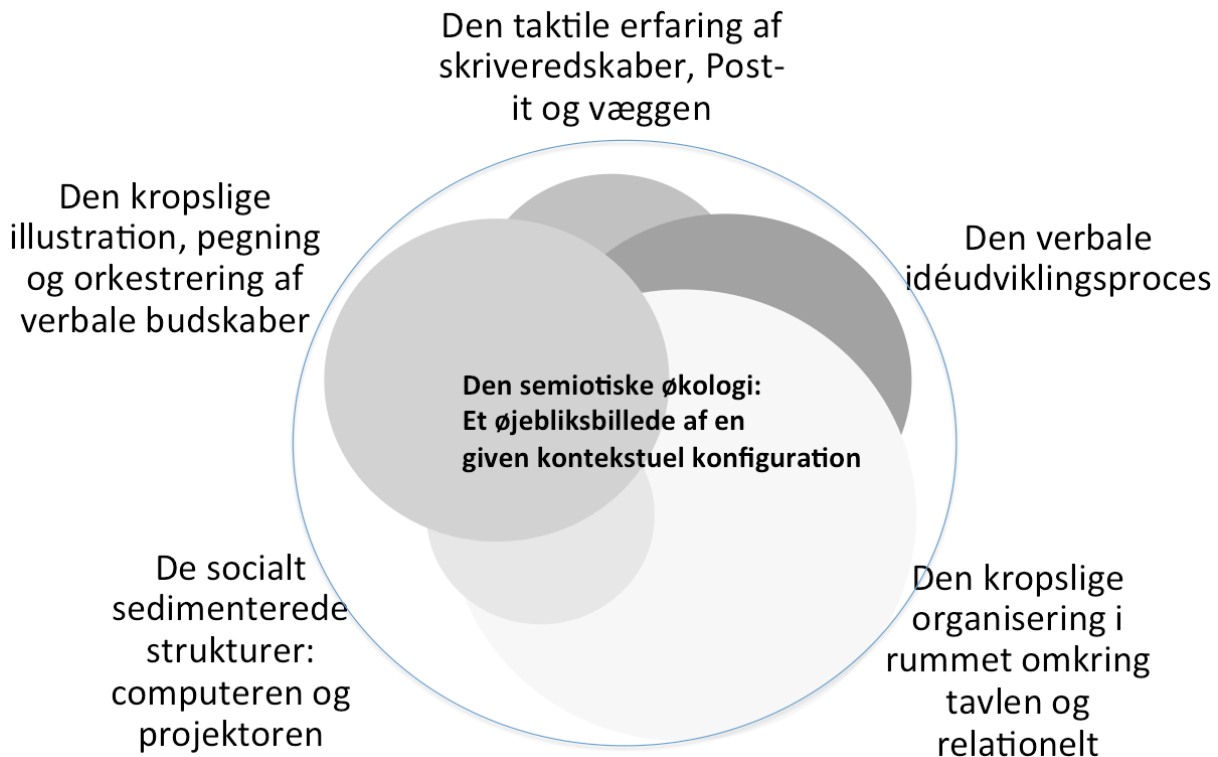 Den taktile erfaring af
skriveredskaber, Post-
it og væggen
Den kropslige
illustration, pegning
og orkestrering af
verbale budskaber
Den verbale
idéudviklingsproces
Den semiotiske økologi:
Et øjebliksbillede af en
given kontekstuel konfiguration
De socialt
sedimenterede
strukturer:
computeren og
projektoren
Den kropslige
organisering i
rummet omkring
tavlen og
relationelt